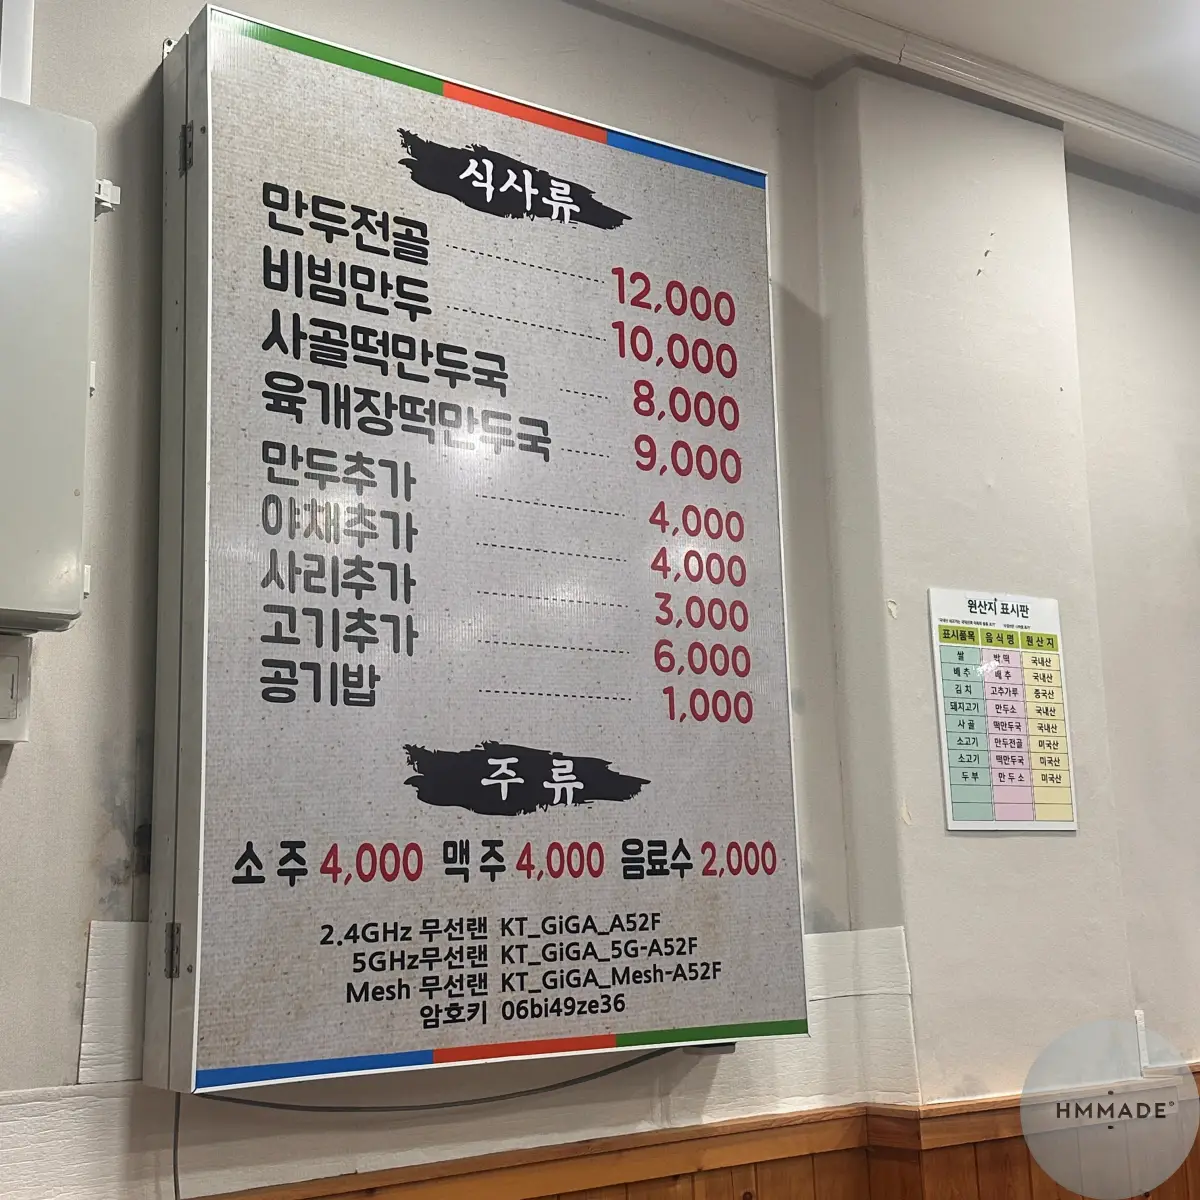 식사류
만두전골 12,000
비빔만두 10,000
사골떡만두국 8,000
육개장떡만두국 9,000
만두추가 4,000
야채추가 4,000
사리추가 3,000
고기추가 6,000
공기밥 1,000
주류
소주 4,000 맥주 4,000 음료수 2,000
2.4GHz 무선랜 KT_GiGA_A52F
5GHz무선랜 KT_GiGA_5G-A52F
Mesh 무선랜 KT_GiGA_Mesh-A52F
암호키 06bi49ze36
원산지 표시판
표시품목 음식명 원산지
쌀 떡 국내산
배추 배추 국내산
김치 고추가루 중국산
돼지고기 만두소 국내산
사골 떡만두국 국내산
소고기 만두전골 미국산
소고기 떡만두국 미국산
두부 만두소 미국산
HMMADE